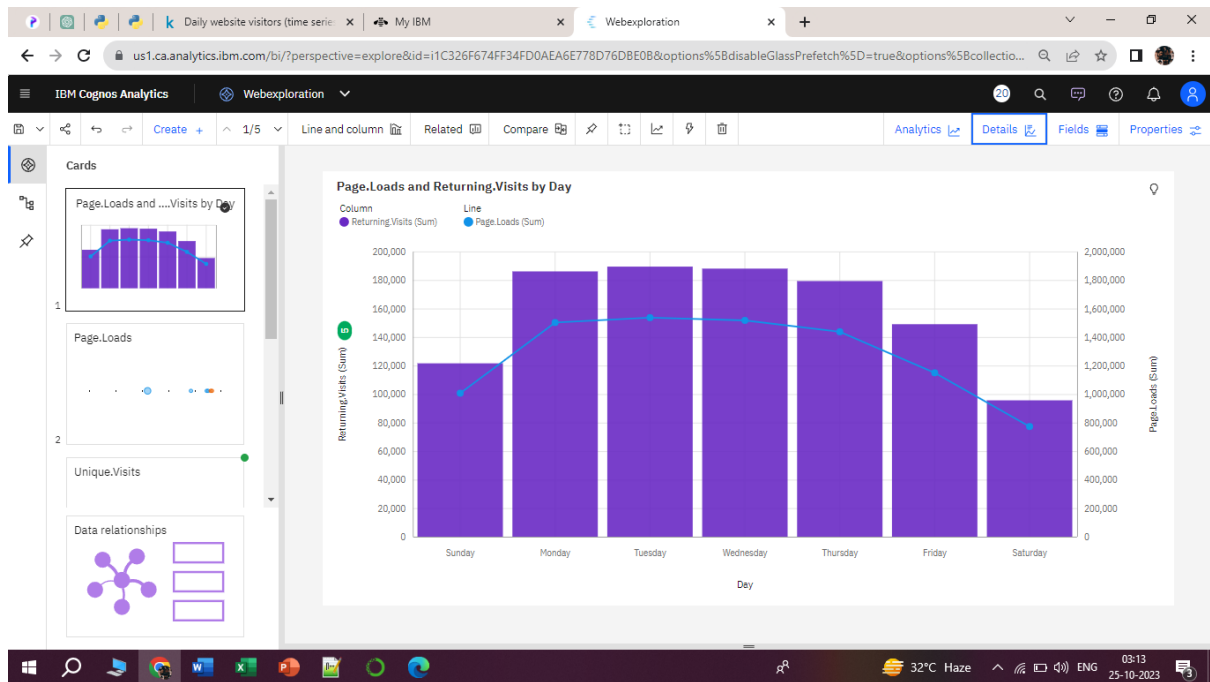 Daily website visitors (time serie:
My IBM
Webexploration
us1.ca.analytics.ibm.com/bi/?perspective=explore&id=i1C326F674FF34FD0AEA6E778D76DBE0B&options%5BdisableGlassPrefetch%5D=true&options%5Bcollectio...
IBM Cognos Analytics
Webexploration
20
Create +
1/5
Line and column
Related
Compare
Analytics
Details
Fields
Properties
Cards
Page.Loads and ....Visits by Day
1
Page.Loads
2
Unique.Visits
Data relationships
Page.Loads and Returning.Visits by Day
Column
Line
Returning.Visits (Sum)
Page.Loads (Sum)
200,000
180,000
160,000
140,000
120,000
100,000
80,000
60,000
40,000
20,000
0
Returning.Visits (Sum)
5
2,000,000
1,800,000
1,600,000
1,400,000
1,200,000
1,000,000
800,000
600,000
400,000
200,000
0
Page.Loads (Sum)
Sunday
Monday
Tuesday
Wednesday
Thursday
Friday
Saturday
Day
32°C Haze
ENG
03:13
25-10-2023
3